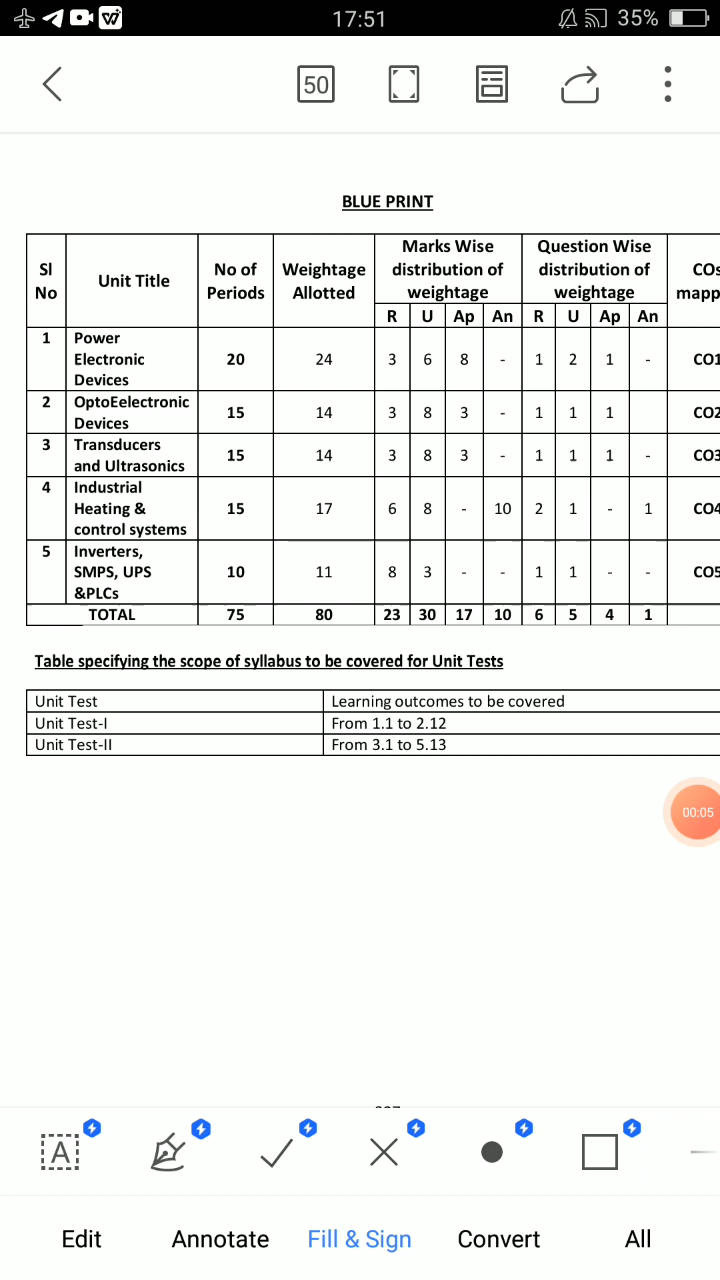 17:51
35%
50
BLUE PRINT
Sl No Unit Title No of Periods Weightage Allotted Marks Wise distribution of weightage Question Wise distribution of weightage COs mapp
R U Ap An R U Ap An
1 Power Electronic Devices 20 24 3 6 8 - 1 2 1 - CO1
2 OptoEelectronic Devices 15 14 3 8 3 - 1 1 1 CO2
3 Transducers and Ultrasonics 15 14 3 8 3 - 1 1 1 - CO3
4 Industrial Heating & control systems 15 17 6 8 - 10 2 1 - 1 CO4
5 Inverters, SMPS, UPS &PLCs 10 11 8 3 - - 1 1 - - CO5
TOTAL 75 80 23 30 17 10 6 5 4 1
Table specifying the scope of syllabus to be covered for Unit Tests
Unit Test Learning outcomes to be covered
Unit Test-I From 1.1 to 2.12
Unit Test-II From 3.1 to 5.13
00:05
A
Edit Annotate Fill & Sign Convert All